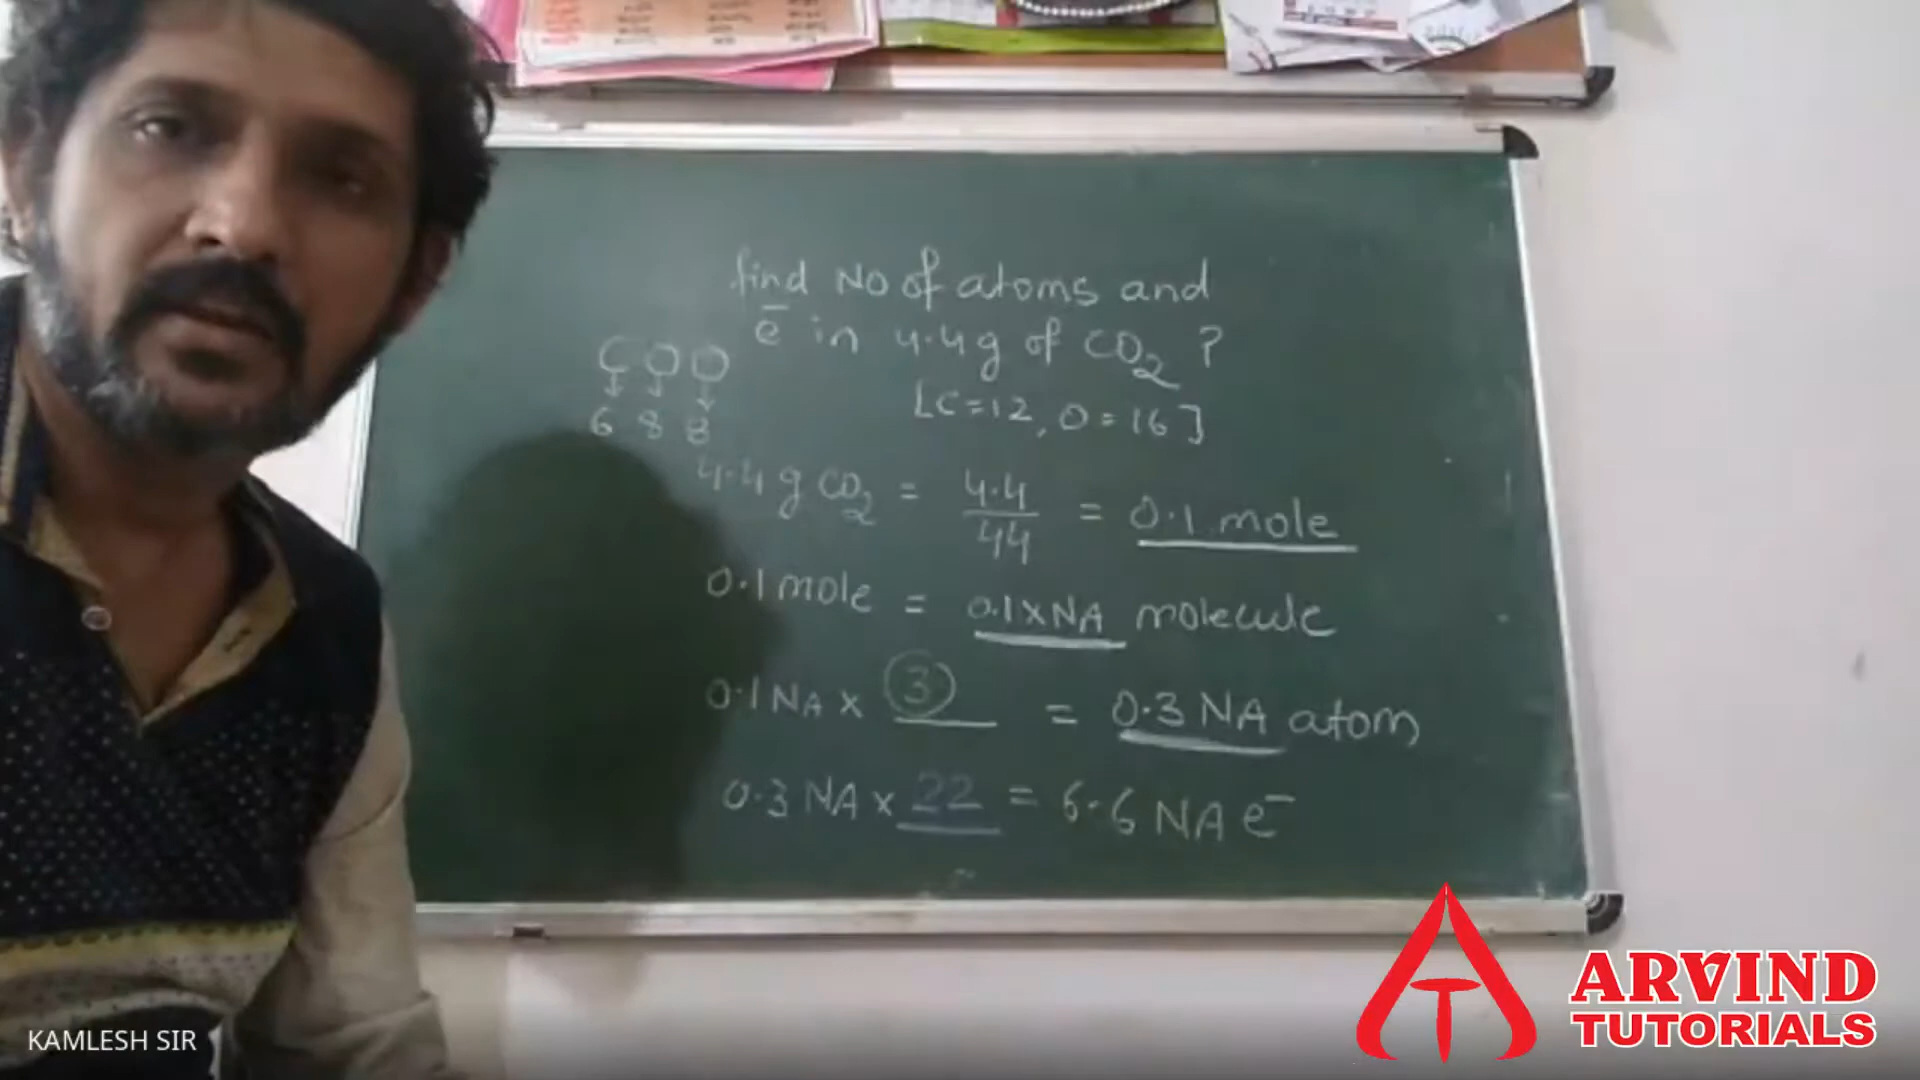 find No of atoms and
e⁻ in 4.4g of CO₂ ?
[C=12, O=16]
C O O
6 8 8
4.4 g CO₂ = 4.4/44 = 0.1 mole
0.1 mole = 0.1×NA molecule
0.1 NA × 3 = 0.3 NA atom
0.3 NA × 22 = 6.6 NA e⁻
KAMLESH SIR
ARVIND
TUTORIALS